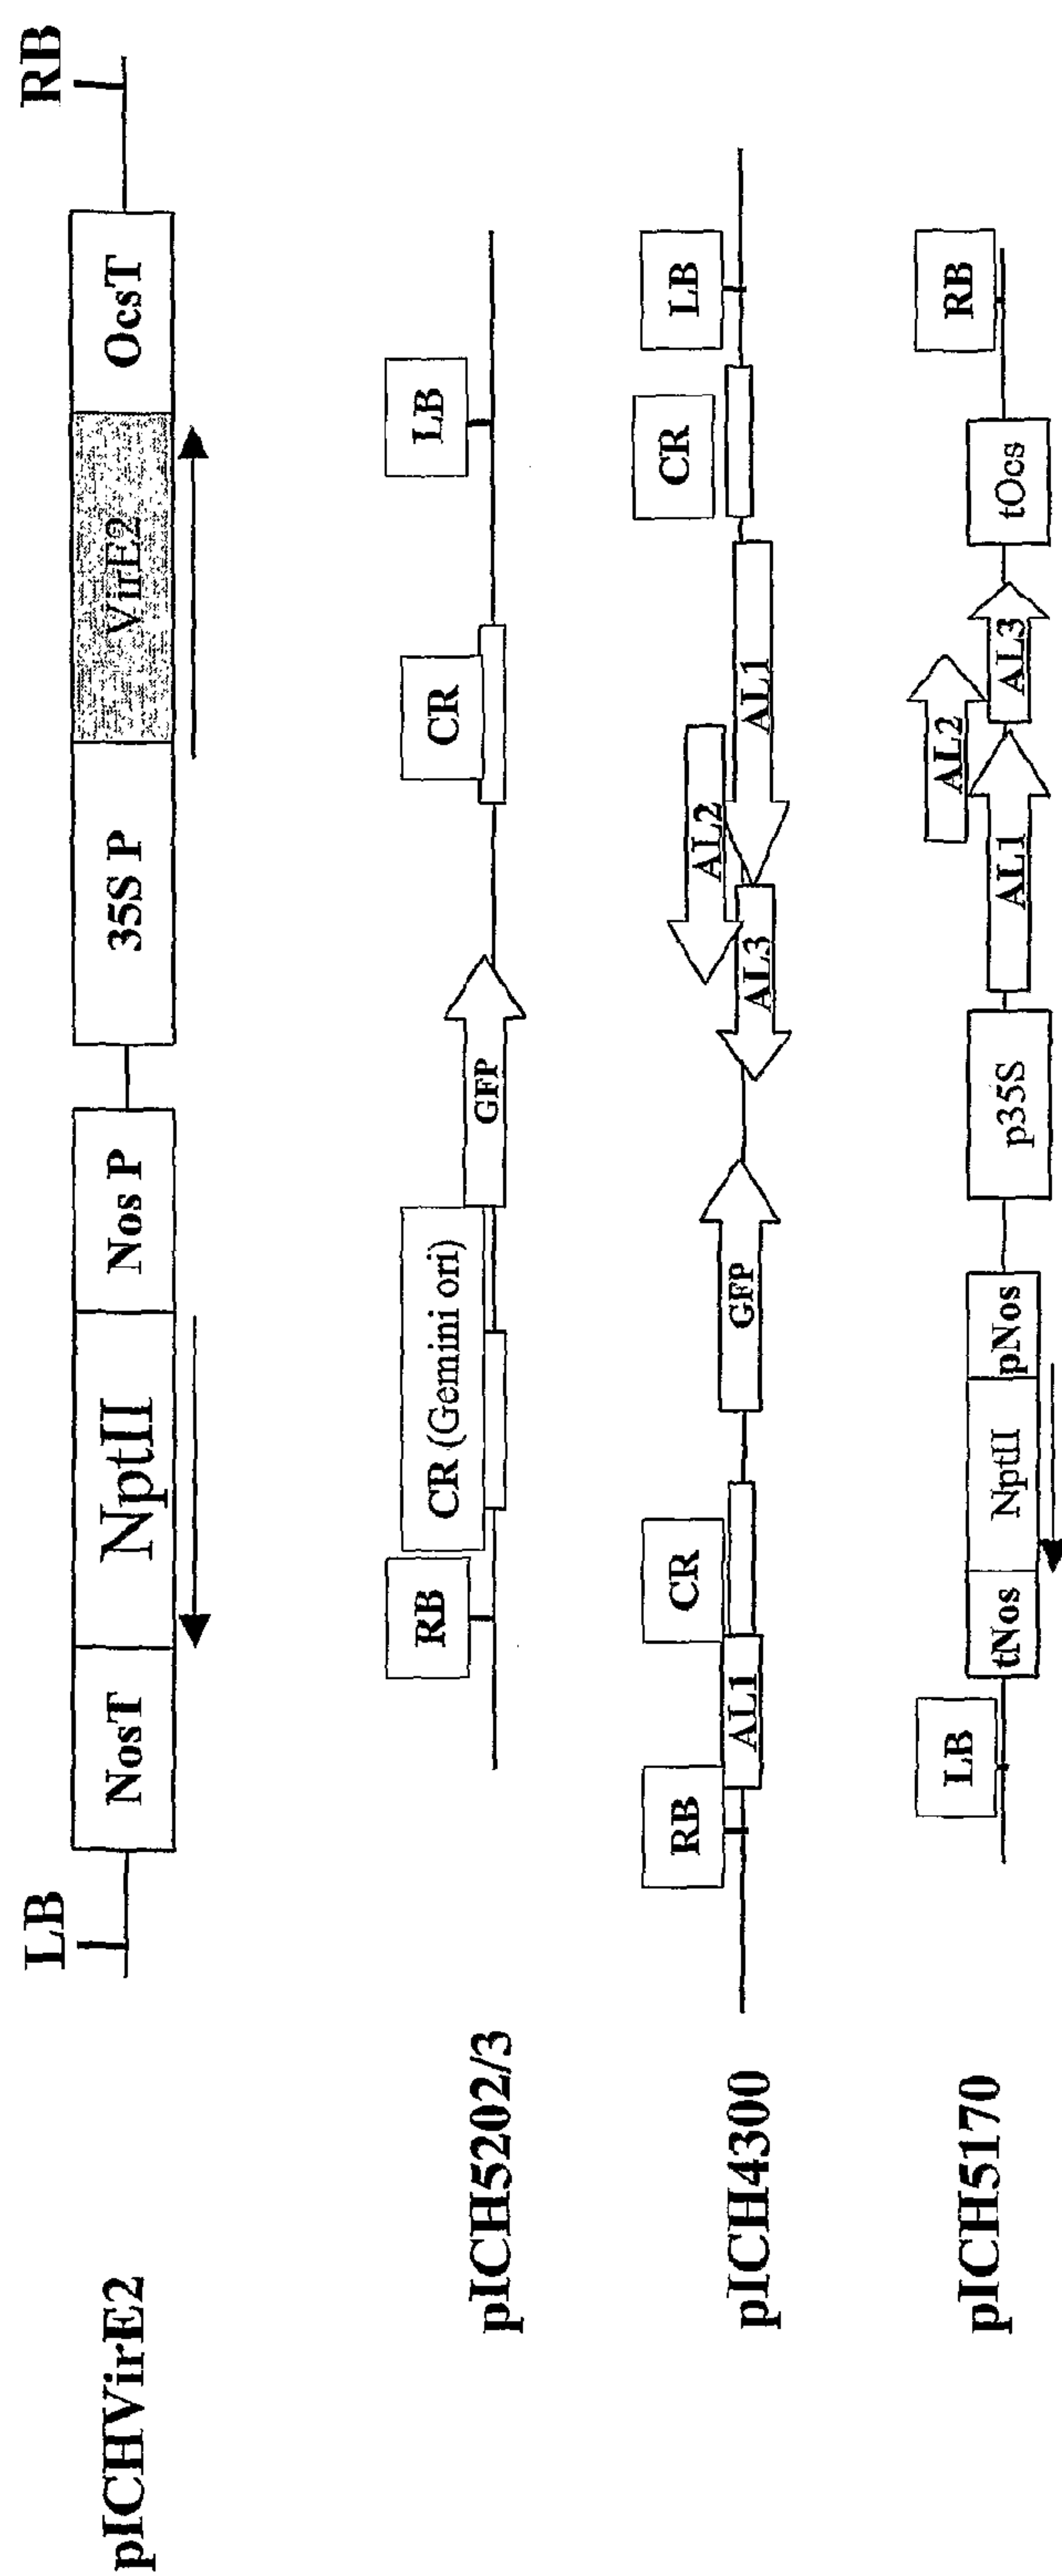 pICHVirE2
LB
NosT
NptII
Nos P
35S P
VirE2
OcsT
RB
pICH5202/3
RB
CR (Gemini ori)
GFP
CR
LB
pICH4300
RB
AL1
CR
GFP
AL3
AL2
AL1
CR
LB
pICH5170
LB
tNos
NptII
pNos
p35S
AL1
AL2
AL3
tOcs
RB